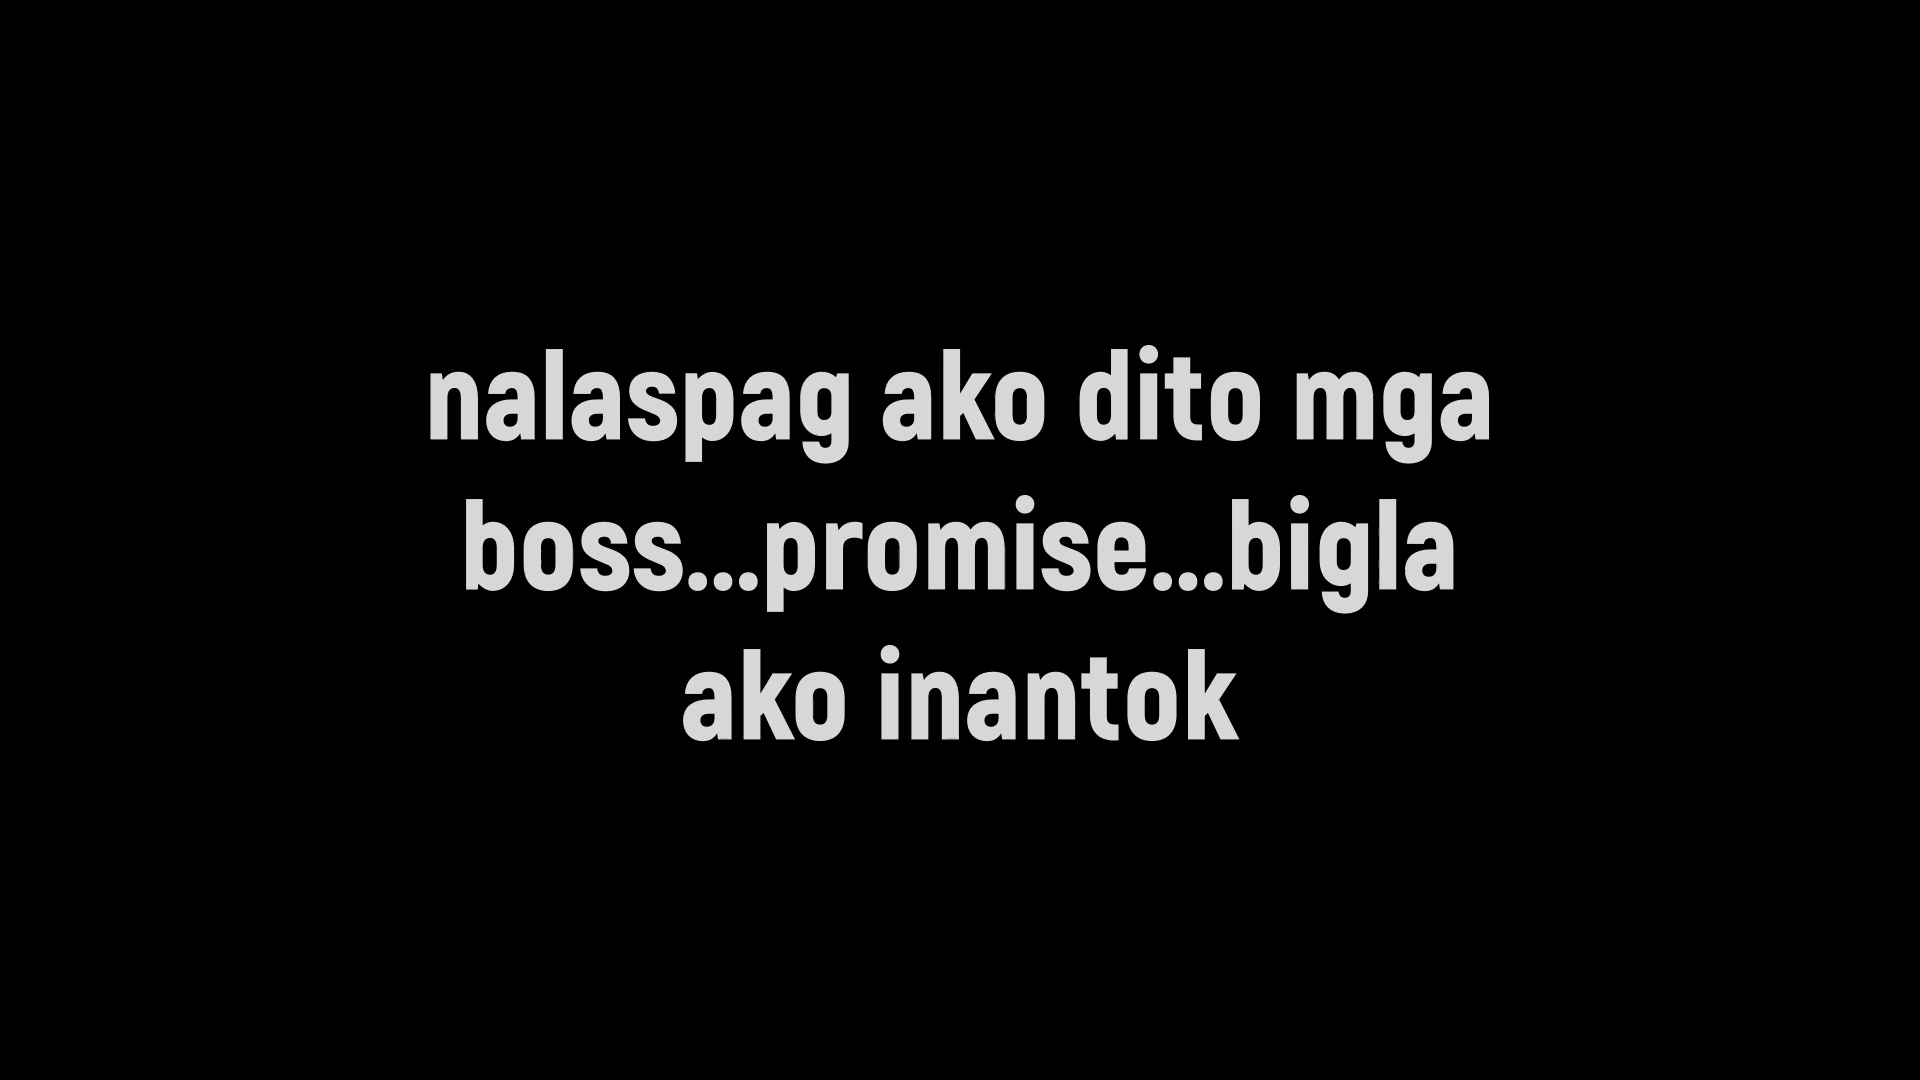 nalaspag ako dito mga
boss...promise...bigla
ako inantok